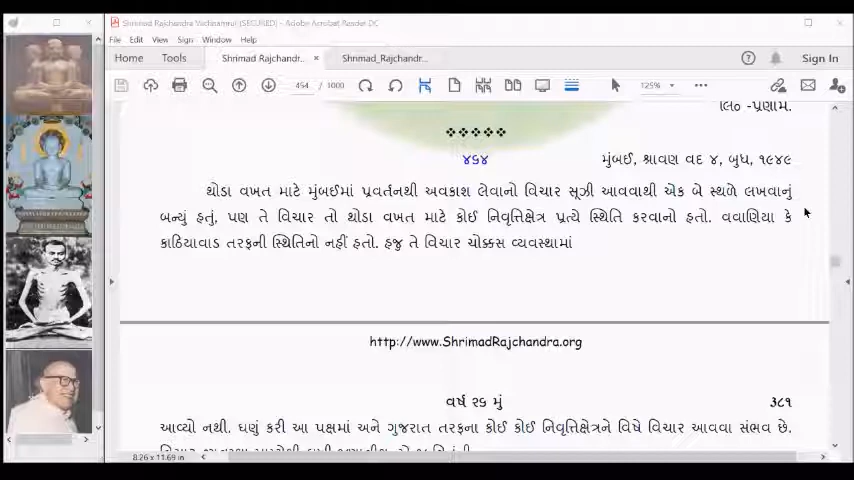 Shrimad Rajchandra Vachnamrut (SECURED) - Adobe Acrobat Reader DC
File Edit View Sign Window Help
Home Tools Shrimad Rajchandr... × Shrimad_Rajchandr... Sign In
454 / 1000 125%
લિ૦ -પ્રણામ.
૪૬૪ મુંબઈ, શ્રાવણ વદ ૪, બુધ, ૧૯૪૯
થોડા વખત માટે મુંબઈમાં પ્રવર્તનથી અવકાશ લેવાનો વિચાર સૂઝી આવવાથી એક બે સ્થળે લખવાનું
બન્યું હતું, પણ તે વિચાર તો થોડા વખત માટે કોઈ નિવૃત્તિક્ષેત્ર પ્રત્યે સ્થિતિ કરવાનો હતો. વવાણિયા કે
કાઠિયાવાડ તરફની સ્થિતિનો નહીં હતો. હજુ તે વિચાર ચોક્કસ વ્યવસ્થામાં
http://www.ShrimadRajchandra.org
વર્ષ ૨૬ મું ૩૮૧
આવ્યો નથી. ઘણું કરી આ પક્ષમાં અને ગુજરાત તરફના કોઈ કોઈ નિવૃત્તિક્ષેત્રને વિષે વિચાર આવવા સંભવ છે.
8.26 x 11.69 in